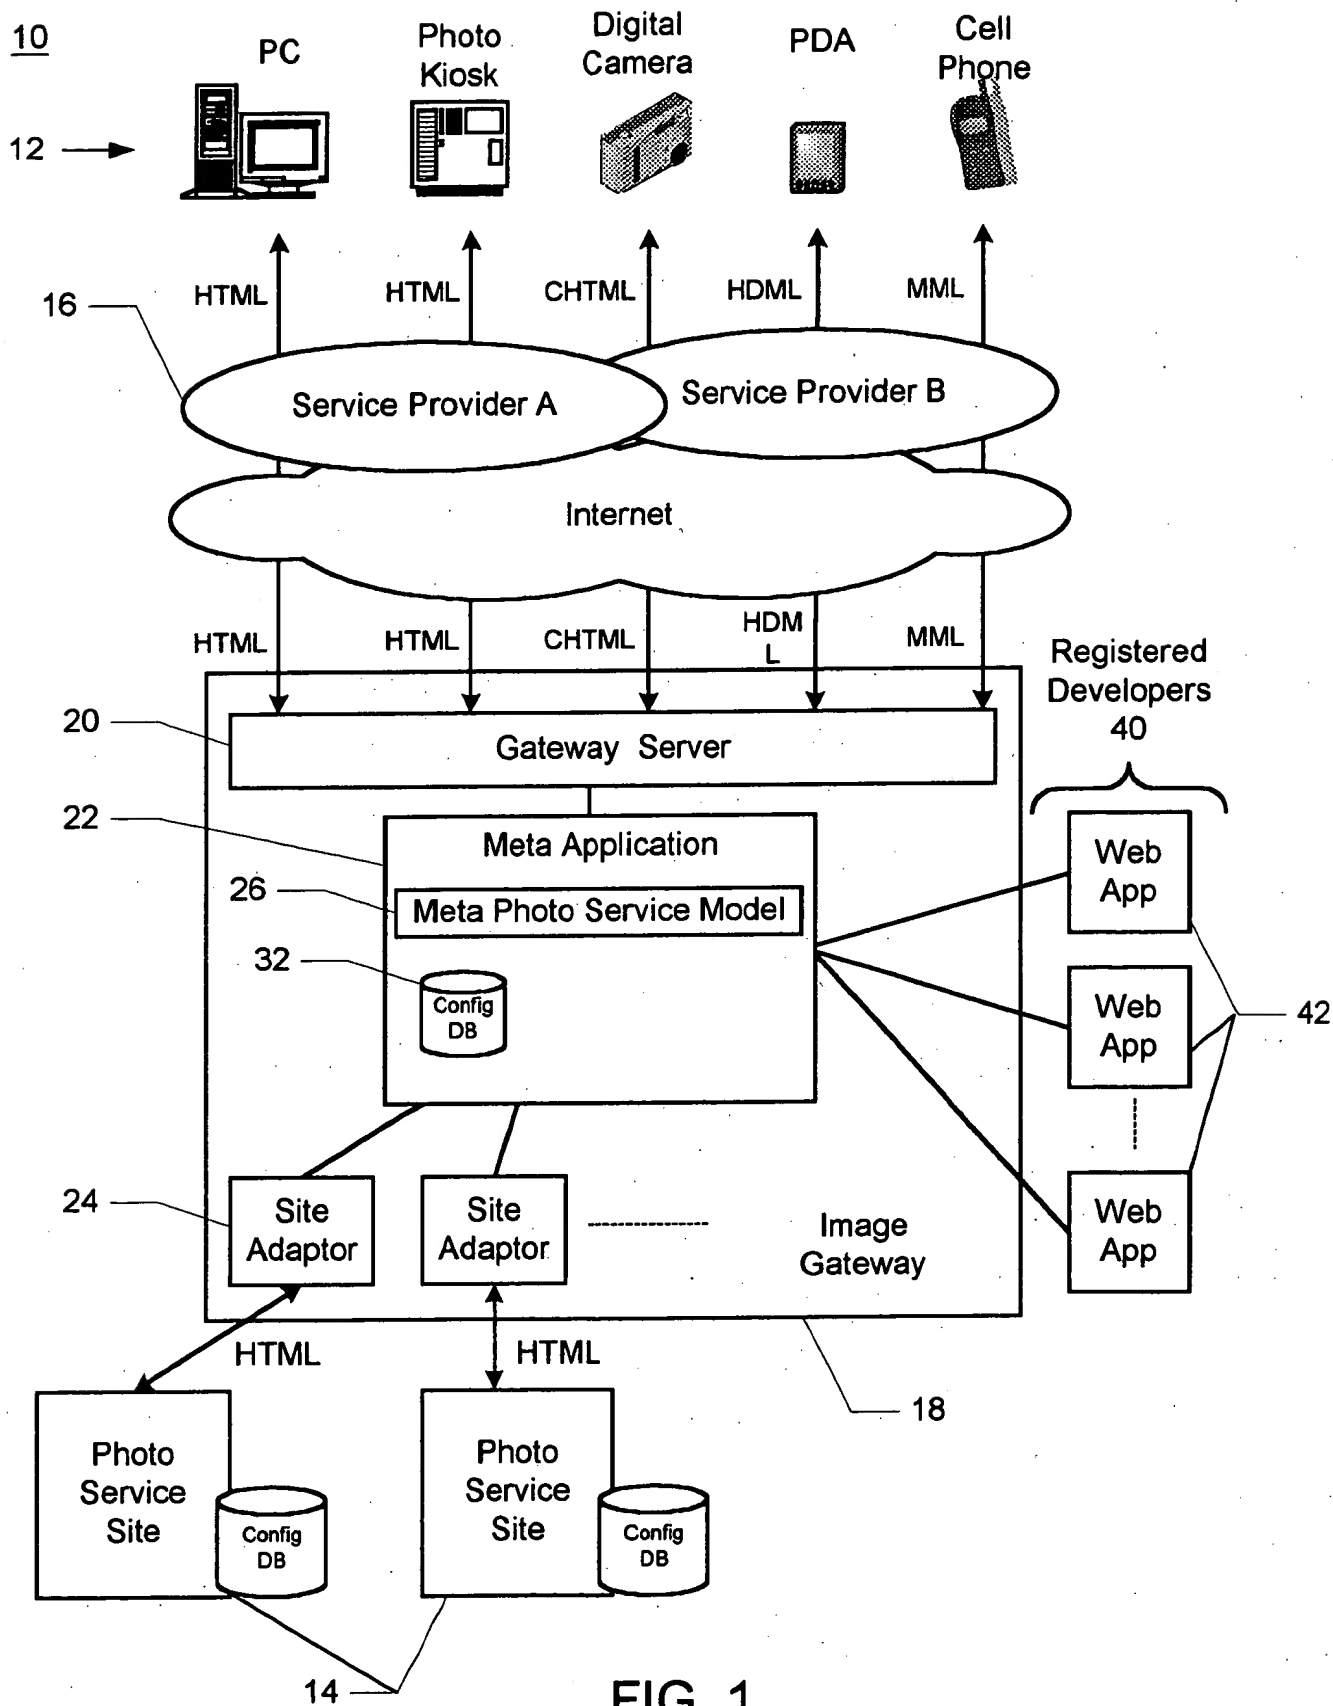 10
PC
Photo
Kiosk
Digital
Camera
PDA
Cell
Phone
12
HTML
HTML
CHTML
HDML
MML
16
Service Provider A
Service Provider B
Internet
HTML
HTML
CHTML
HDM
L
MML
Registered
Developers
40
20
Gateway Server
22
Meta Application
26
Meta Photo Service Model
32
Config
DB
Web
App
Web
App
42
Web
App
24
Site
Adaptor
Site
Adaptor
Image
Gateway
HTML
HTML
18
Photo
Service
Site
Config
DB
Photo
Service
Site
Config
DB
14
FIG. 1